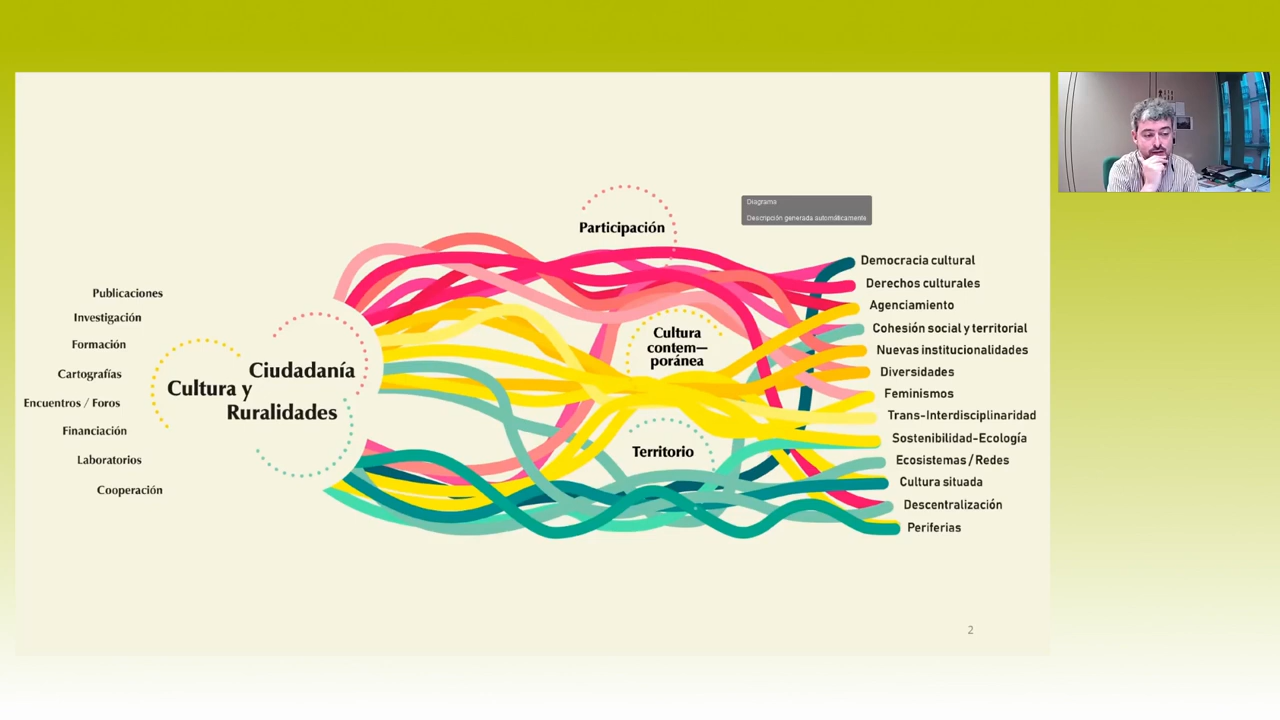 Publicaciones
Investigación
Formación
Cartografías
Encuentros / Foros
Financiación
Laboratorios
Cooperación
Cultura y
Ciudadanía
Ruralidades
Participación
Cultura
contem—
poránea
Territorio
Diagrama
Descripción generada automáticamente
Democracia cultural
Derechos culturales
Agenciamiento
Cohesión social y territorial
Nuevas institucionalidades
Diversidades
Feminismos
Trans-Interdisciplinaridad
Sostenibilidad-Ecología
Ecosistemas / Redes
Cultura situada
Descentralización
Periferias
2